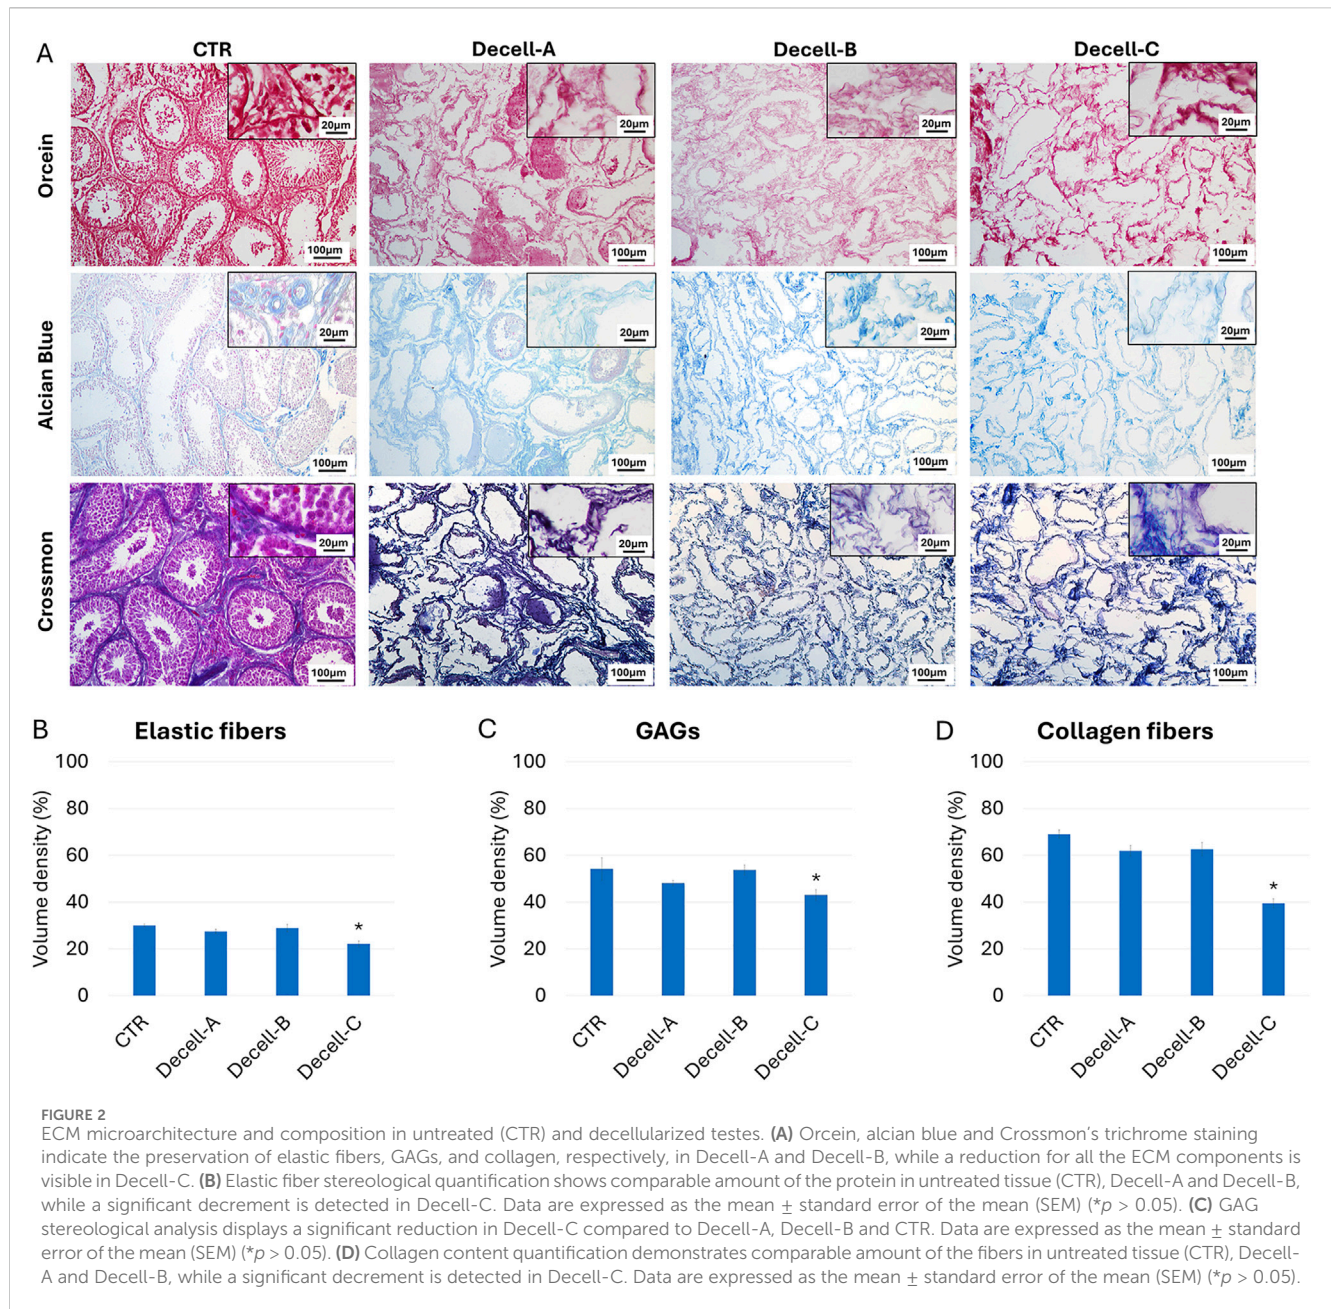 A
CTR
Decell-A
Decell-B
Decell-C
Orcein
20µm
100µm
20µm
100µm
20µm
100µm
20µm
100µm
Alcian Blue
20µm
100µm
20µm
100µm
20µm
100µm
20µm
100µm
Crossmon
20µm
100µm
20µm
100µm
20µm
100µm
20µm
100µm
B
Elastic fibers
Volume density (%)
100
80
60
40
20
0
*
CTR
Decell-A
Decell-B
Decell-C
C
GAGs
Volume density (%)
100
80
60
40
20
0
*
CTR
Decell-A
Decell-B
Decell-C
D
Collagen fibers
Volume density (%)
100
80
60
40
20
0
*
CTR
Decell-A
Decell-B
Decell-C
FIGURE 2
ECM microarchitecture and composition in untreated (CTR) and decellularized testes. (A) Orcein, alcian blue and Crossmon's trichrome staining
indicate the preservation of elastic fibers, GAGs, and collagen, respectively, in Decell-A and Decell-B, while a reduction for all the ECM components is
visible in Decell-C. (B) Elastic fiber stereological quantification shows comparable amount of the protein in untreated tissue (CTR), Decell-A and Decell-B,
while a significant decrement is detected in Decell-C. Data are expressed as the mean ± standard error of the mean (SEM) (*p > 0.05). (C) GAG
stereological analysis displays a significant reduction in Decell-C compared to Decell-A, Decell-B and CTR. Data are expressed as the mean ± standard
error of the mean (SEM) (*p > 0.05). (D) Collagen content quantification demonstrates comparable amount of the fibers in untreated tissue (CTR), Decell-
A and Decell-B, while a significant decrement is detected in Decell-C. Data are expressed as the mean ± standard error of the mean (SEM) (*p > 0.05).